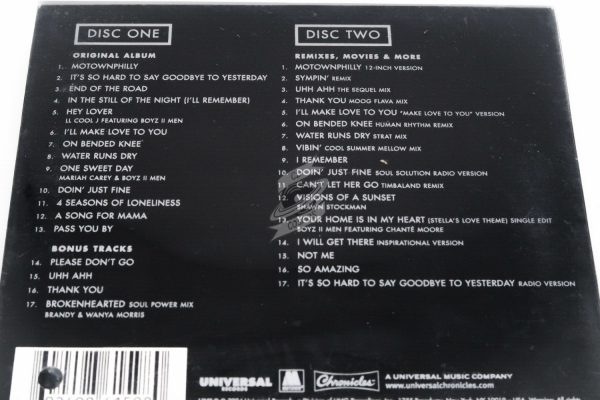 DISC ONE
ORIGINAL ALBUM
1. MOTOWNPHILLY
2. IT'S SO HARD TO SAY GOODBYE TO YESTERDAY
3. END OF THE ROAD
4. IN THE STILL OF THE NIGHT (I'LL REMEMBER)
5. HEY LOVER
LL COOL J FEATURING BOYZ II MEN
6. I'LL MAKE LOVE TO YOU
7. ON BENDED KNEE
8. WATER RUNS DRY
9. ONE SWEET DAY
MARIAH CAREY & BOYZ II MEN
10. DOIN' JUST FINE
11. 4 SEASONS OF LONELINESS
12. A SONG FOR MAMA
13. PASS YOU BY
BONUS TRACKS
14. PLEASE DON'T GO
15. UHH AHH
16. THANK YOU
17. BROKENHEARTED SOUL POWER MIX
BRANDY & WANYA MORRIS
DISC TWO
REMIXES, MOVIES & MORE
1. MOTOWNPHILLY 12-INCH VERSION
2. SYMPIN' REMIX
3. UHH AHH THE SEQUEL MIX
4. THANK YOU MOOG FLAVA MIX
5. I'LL MAKE LOVE TO YOU "MAKE LOVE TO YOU" VERSION
6. ON BENDED KNEE HUMAN RHYTHM REMIX
7. WATER RUNS DRY STRAT MIX
8. VIBIN' COOL SUMMER MELLOW MIX
9. I REMEMBER
10. DOIN' JUST FINE SOUL SOLUTION RADIO VERSION
11. CAN'T LET HER GO TIMBALAND REMIX
12. VISIONS OF A SUNSET
SHAWN STOCKMAN
13. YOUR HOME IS IN MY HEART (STELLA'S LOVE THEME) SINGLE EDIT
BOYZ II MEN FEATURING CHANTÉ MOORE
14. I WILL GET THERE INSPIRATIONAL VERSION
15. NOT ME
16. SO AMAZING
17. IT'S SO HARD TO SAY GOODBYE TO YESTERDAY RADIO VERSION
UNIVERSAL
RECORDS
MOTOWN
Chronicles
A UNIVERSAL MUSIC COMPANY
www.universalchronicles.com